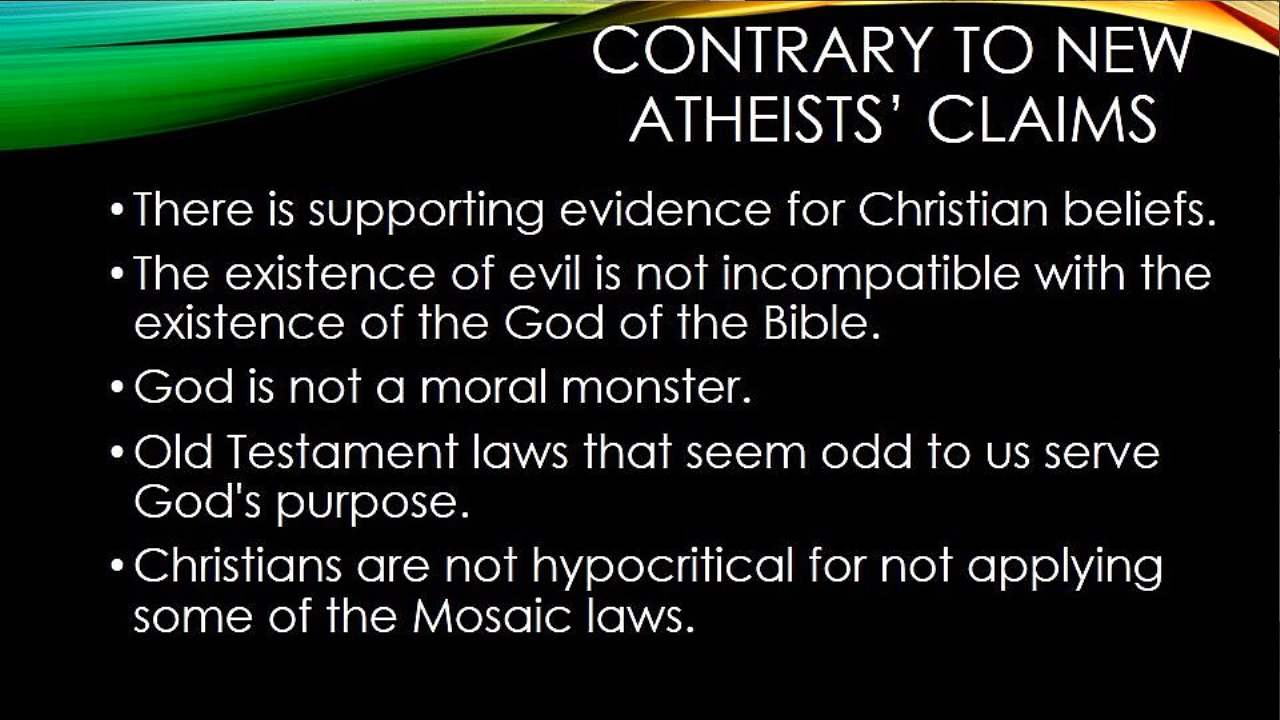 CONTRARY TO NEW
ATHEISTS’ CLAIMS
•There is supporting evidence for Christian beliefs.
•The existence of evil is not incompatible with the
existence of the God of the Bible.
•God is not a moral monster.
•Old Testament laws that seem odd to us serve
God's purpose.
•Christians are not hypocritical for not applying
some of the Mosaic laws.